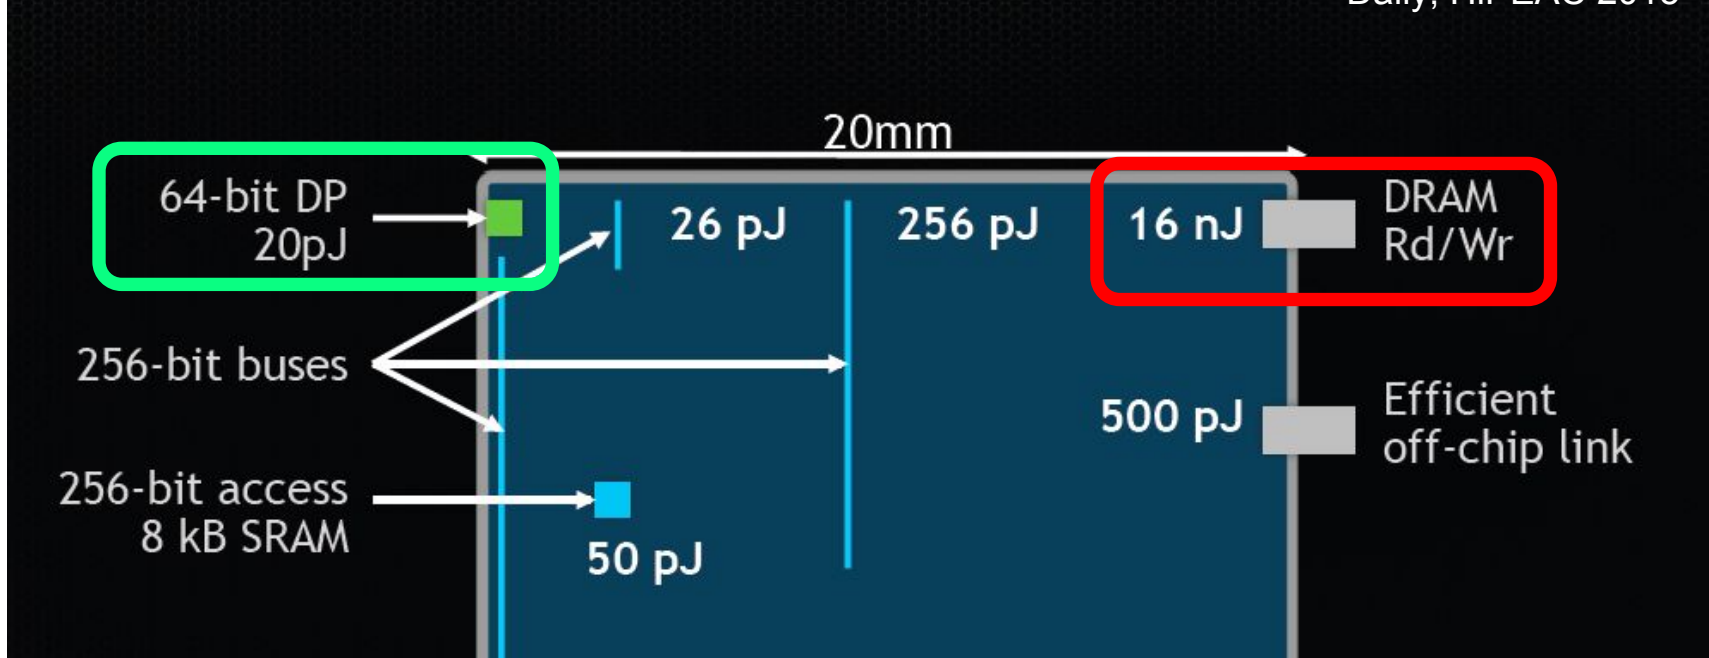 20mm
64-bit DP
20pJ
26 pJ
256 pJ
16 nJ
DRAM
Rd/Wr
256-bit buses
500 pJ
Efficient
off-chip link
256-bit access
8 kB SRAM
50 pJ